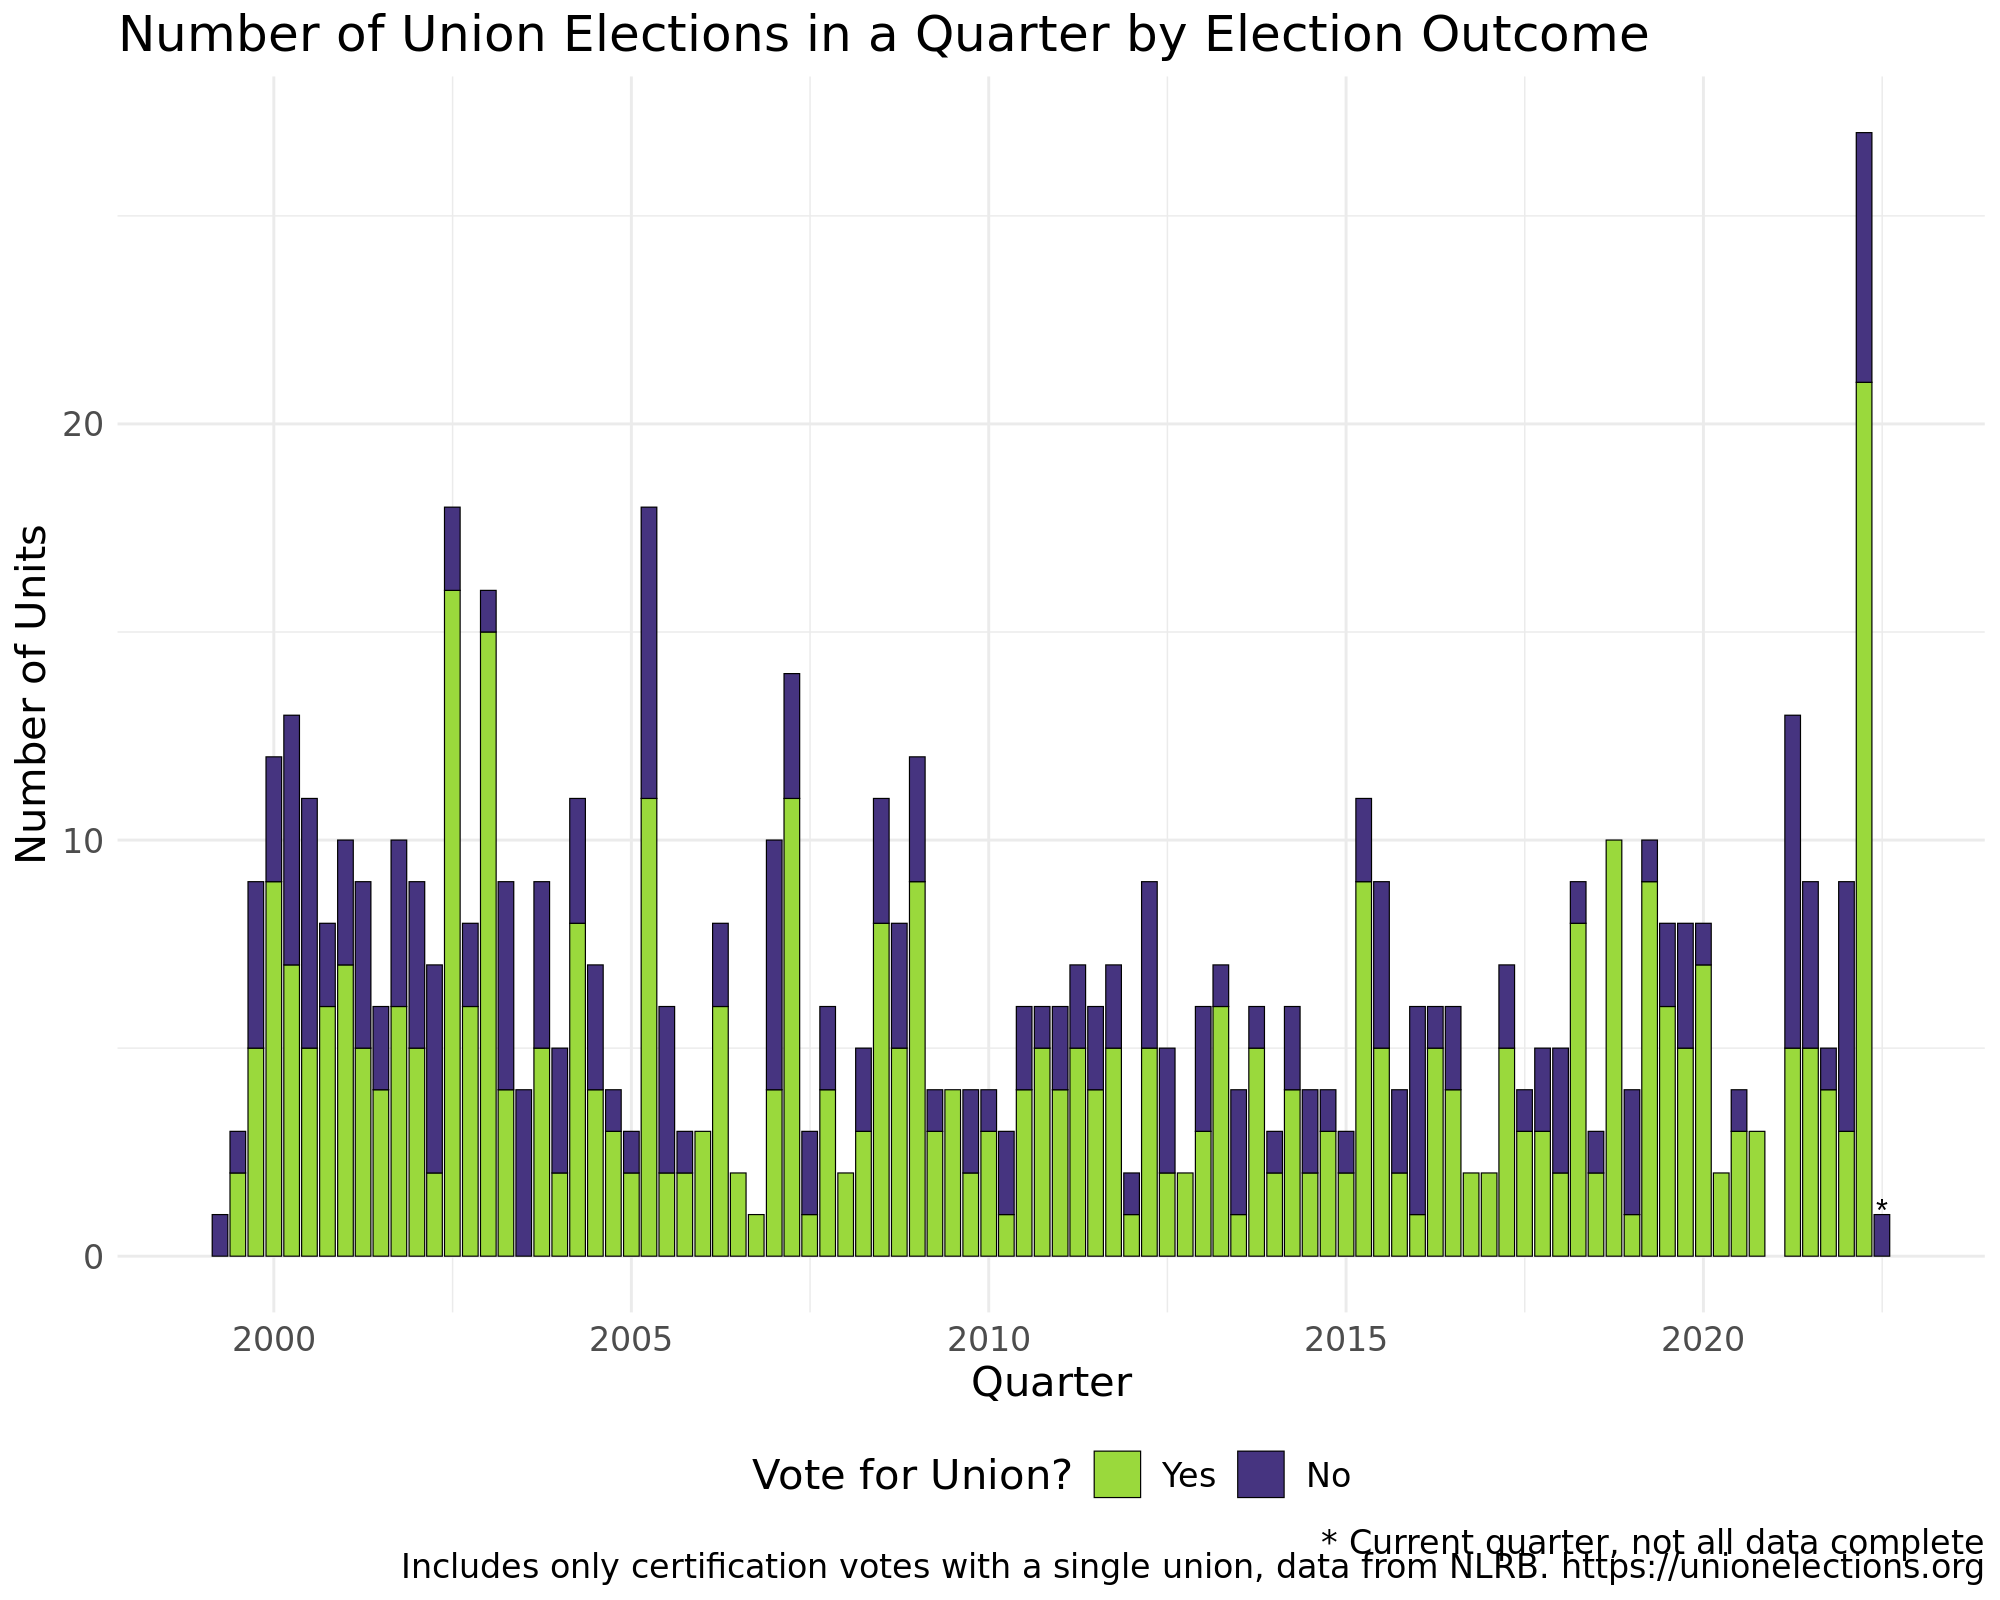 Number of Union Elections in a Quarter by Election Outcome
Number of Units
20
10
0
*
2000 2005 2010 2015 2020
Quarter
Vote for Union? Yes No
* Current quarter, not all data complete
Includes only certification votes with a single union, data from NLRB. https://unionelections.org